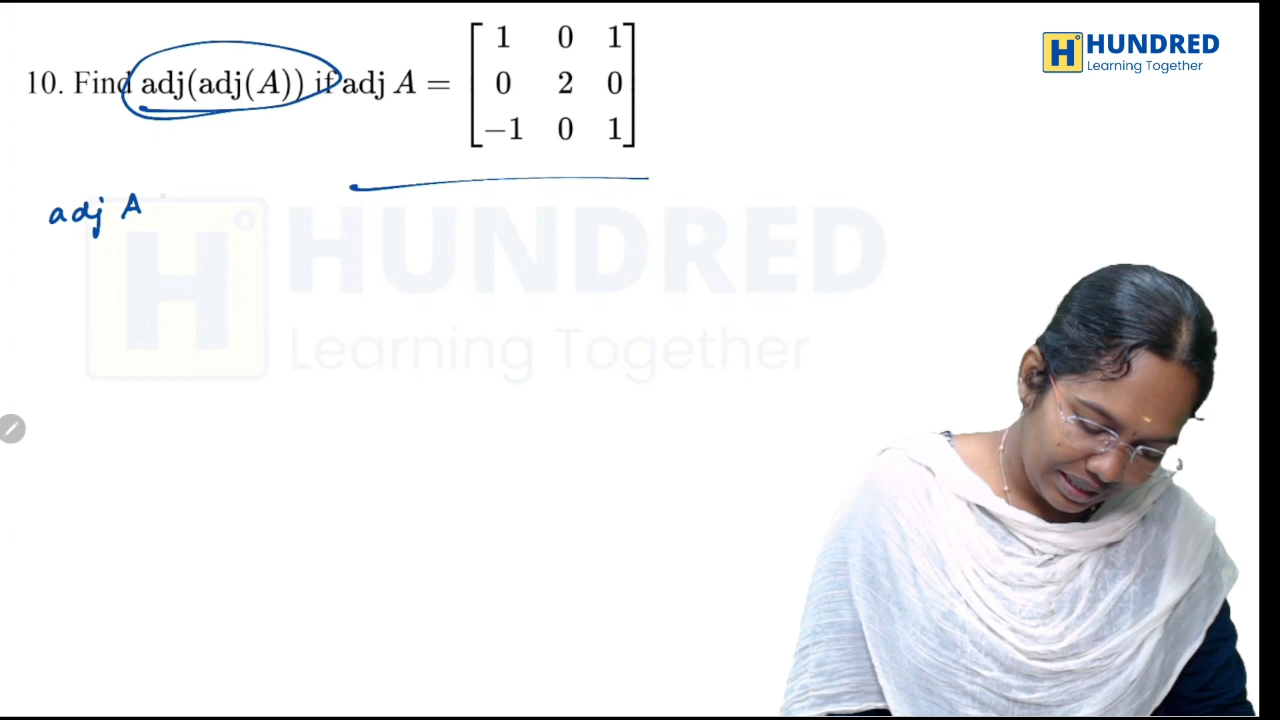 HUNDRED
Learning Together
10. Find adj(adj(A)) if adj A = [1 0 1
0 2 0
−1 0 1]
adj A
HUNDRED
Learning Together